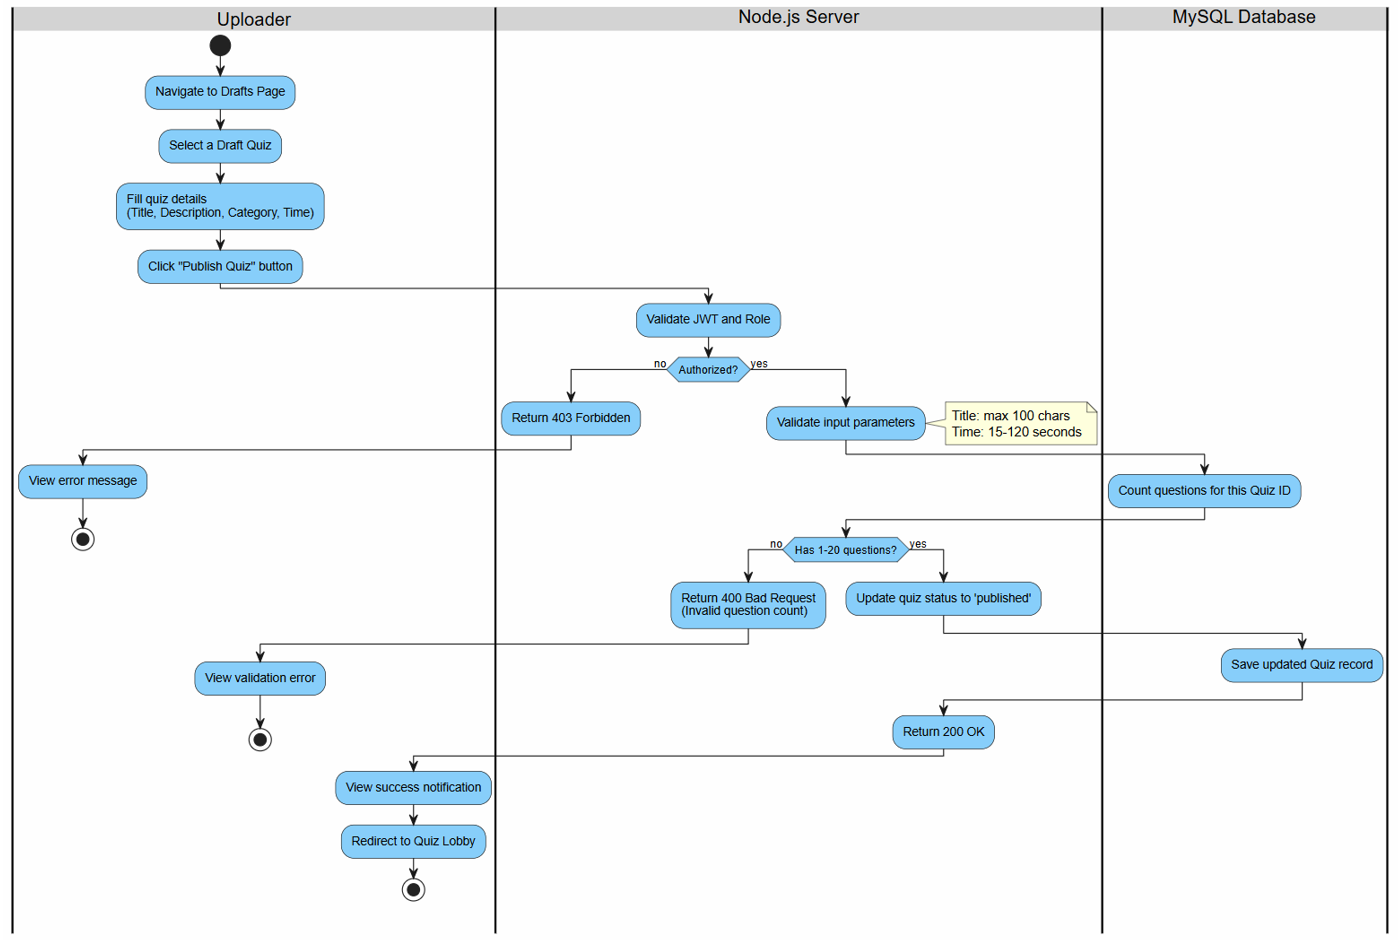 Uploader
Node.js Server
MySQL Database
Navigate to Drafts Page
Select a Draft Quiz
Fill quiz details
(Title, Description, Category, Time)
Click "Publish Quiz" button
Validate JWT and Role
no
Authorized?
yes
Return 403 Forbidden
Validate input parameters
Title: max 100 chars
Time: 15-120 seconds
View error message
Count questions for this Quiz ID
no
Has 1-20 questions?
yes
Return 400 Bad Request
(Invalid question count)
Update quiz status to 'published'
View validation error
Save updated Quiz record
Return 200 OK
View success notification
Redirect to Quiz Lobby